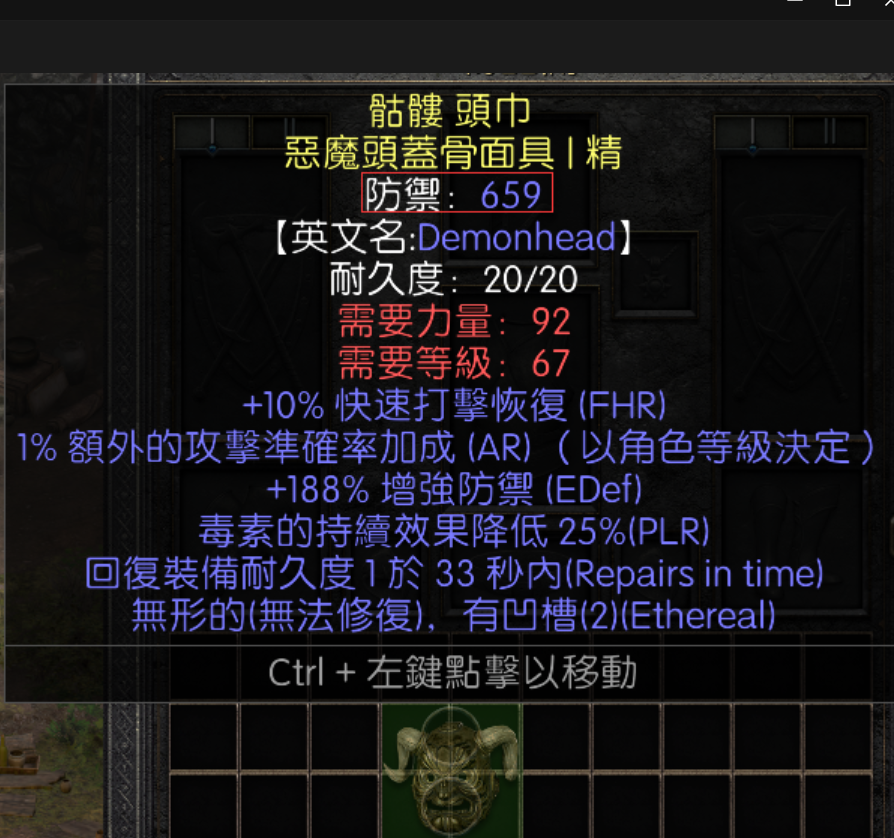 骷髏 頭巾
惡魔頭蓋骨面具 | 精
防禦: 659
【英文名:Demonhead】
耐久度: 20/20
需要力量: 92
需要等級: 67
+10% 快速打擊恢復 (FHR)
1% 額外的攻擊準確率加成 (AR) （以角色等級決定）
+188% 增強防禦 (EDef)
毒素的持續效果降低 25%(PLR)
回復裝備耐久度 1 於 33 秒內(Repairs in time)
無形的(無法修復)，有凹槽(2)(Ethereal)
Ctrl + 左鍵點擊以移動